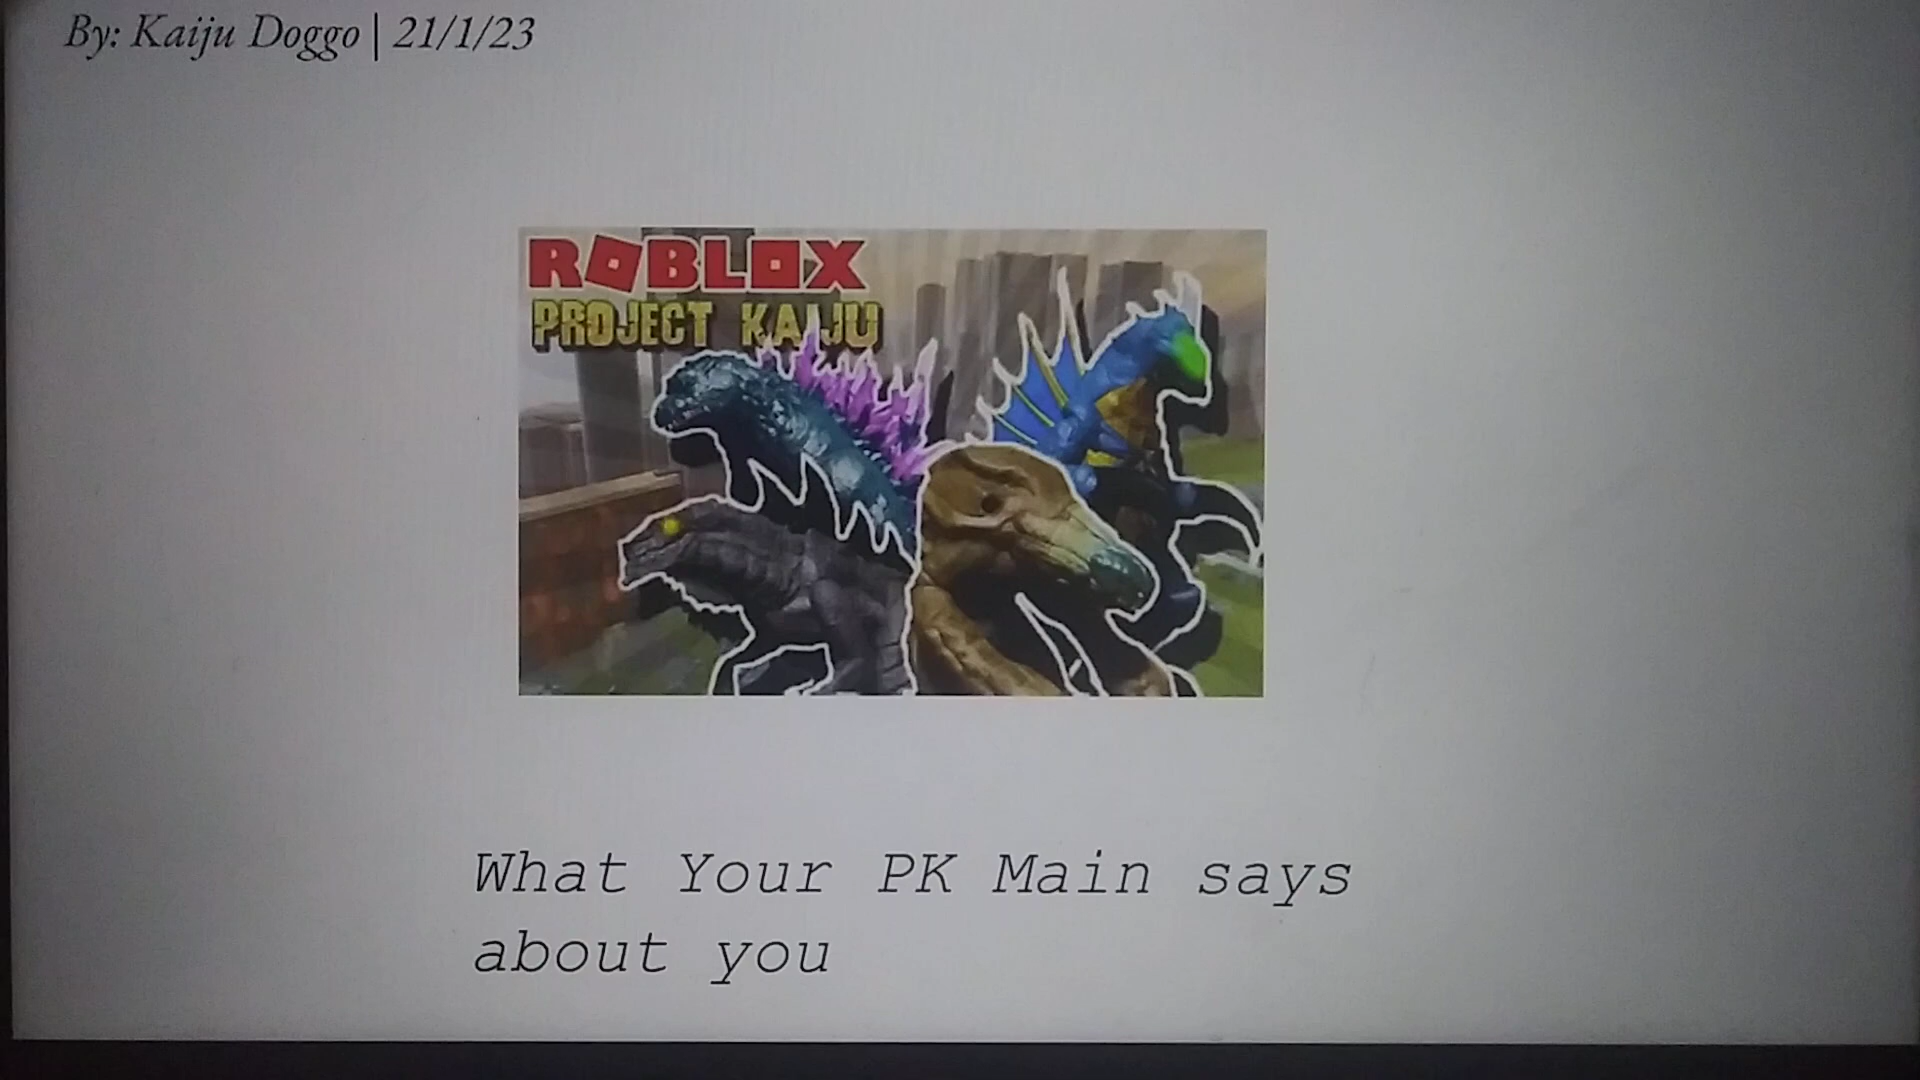 By: Kaiju Doggo | 21/1/23
ROBLOX
PROJECT KAIJU
What Your PK Main says
about you